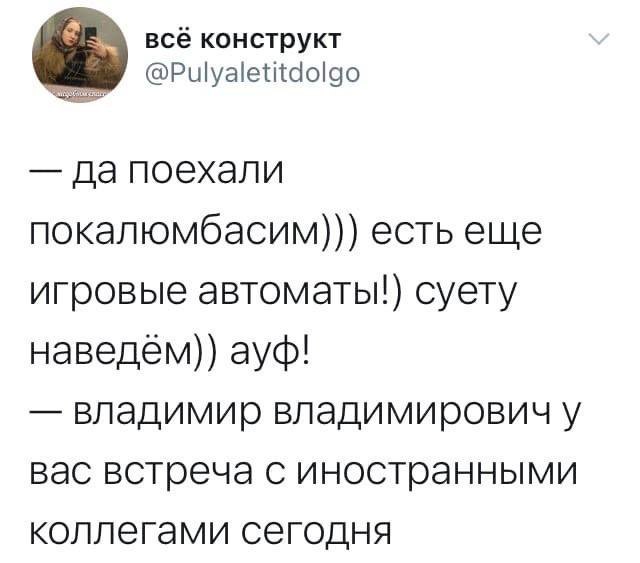 всё конструкт
@Pulyaletitdolgo
— да поехали
покалюмбасим))) есть еще
игровые автоматы!) суету
наведём)) ауф!
— владимир владимирович у
вас встреча с иностранными
коллегами сегодня